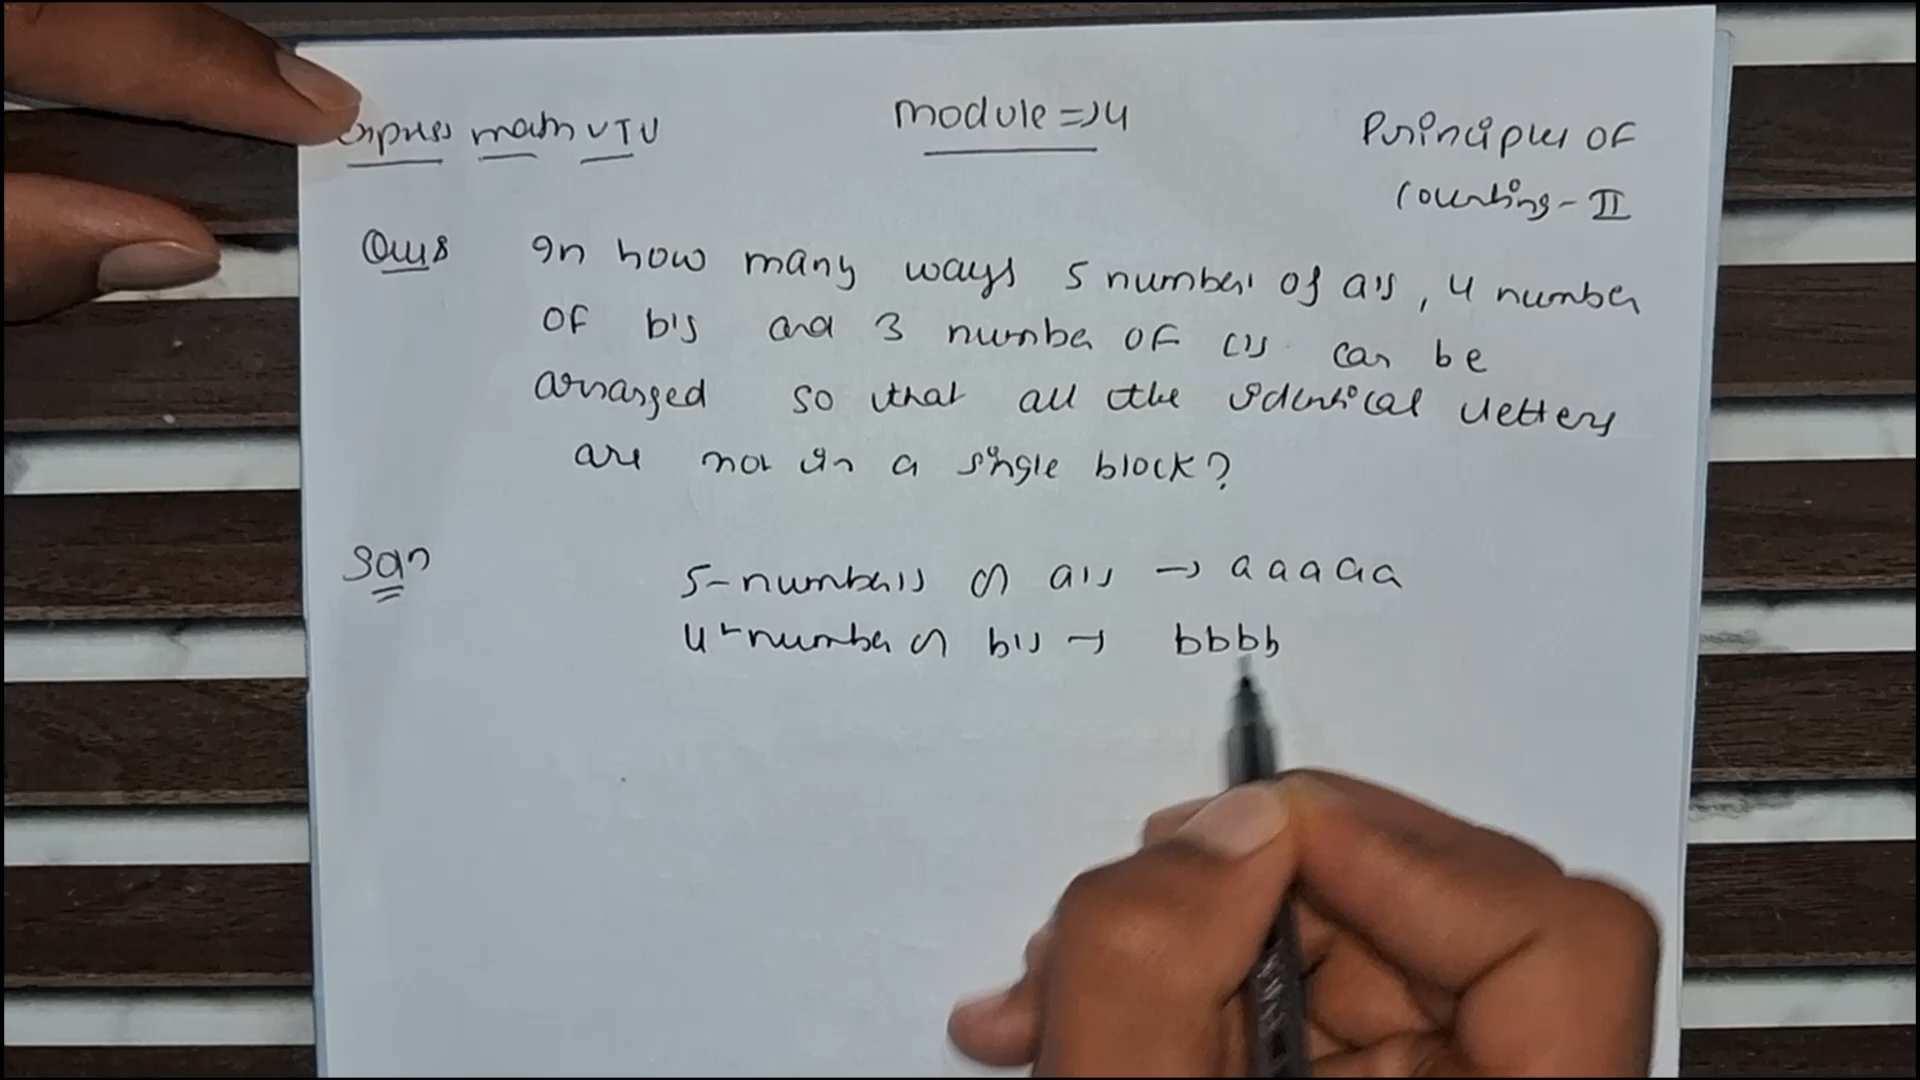 express math VTU
module => 4
Principles of
Counting - II
Ques In how many ways 5 number of a's, 4 number
of b's and 3 number of c's can be
arranged so that all the identical letters
are not in a single block?
Sol^n 5- number's of a's → a a a a a
4 - number of b's → b b b b